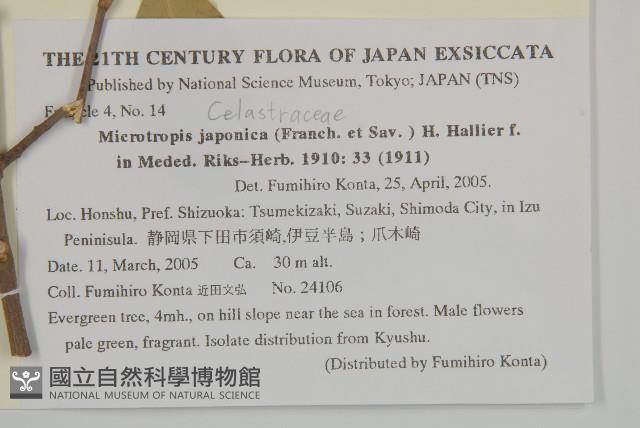 THE 21TH CENTURY FLORA OF JAPAN EXSICCATA
Published by National Science Museum, Tokyo; JAPAN (TNS)
4, No. 14
Celastraceae
Microtropis japonica (Franch. et Sav. ) H. Hallier f.
in Meded. Riks-Herb. 1910: 33 (1911)
Det. Fumihiro Konta, 25, April, 2005.
Loc. Honshu, Pref. Shizuoka: Tsumekizaki, Suzaki, Shimoda City, in Izu
Peninisula. 静岡県下田市須崎,伊豆半島；爪木崎
Date. 11, March, 2005 Ca. 30 m alt.
Coll. Fumihiro Konta 近田文弘 No. 24106
Evergreen tree, 4mh., on hill slope near the sea in forest. Male flowers
pale green, fragrant. Isolate distribution from Kyushu.
(Distributed by Fumihiro Konta)
國立自然科學博物館
NATIONAL MUSEUM OF NATURAL SCIENCE